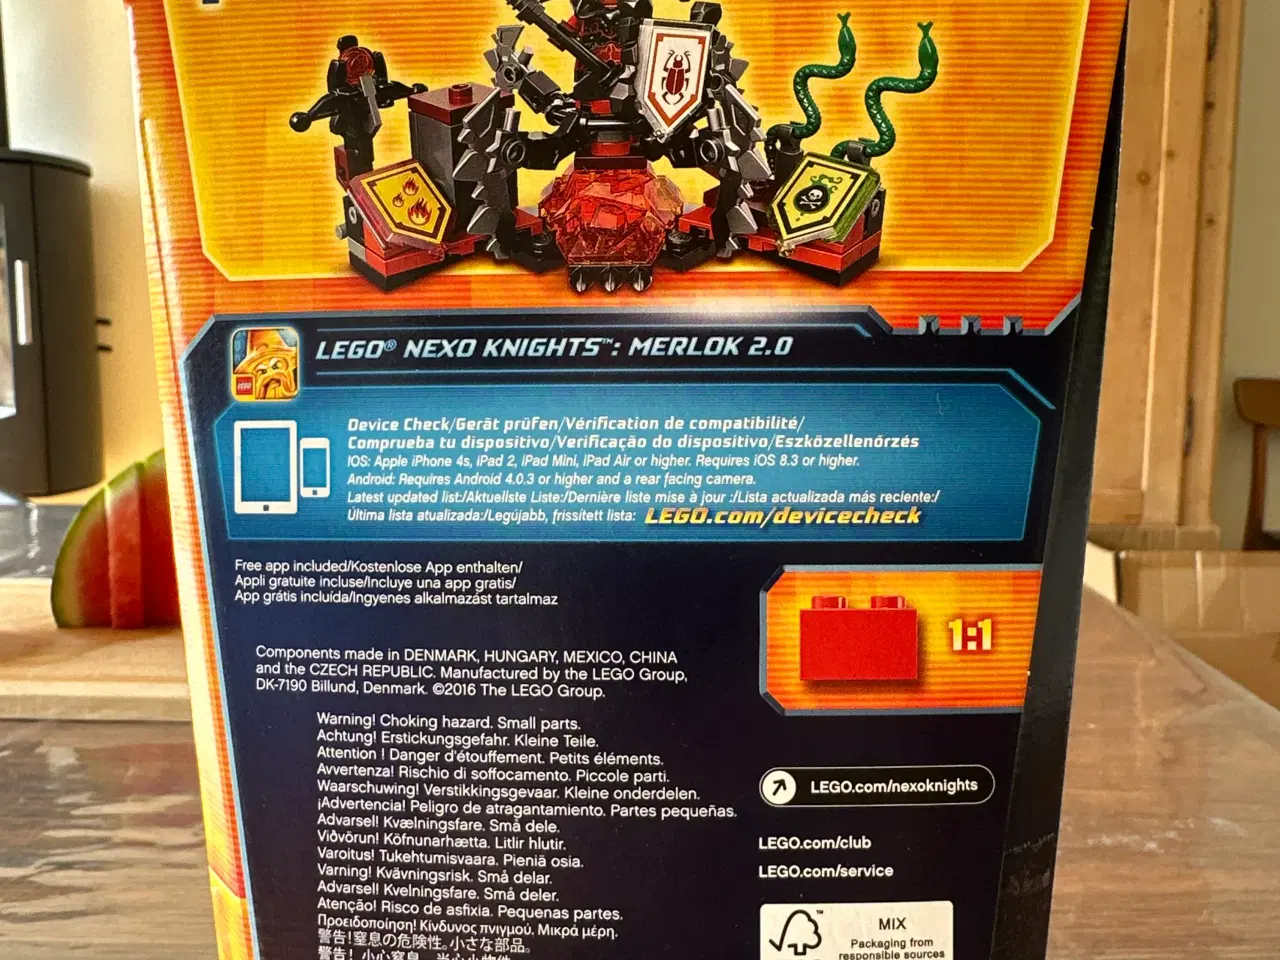 LEGO® NEXO KNIGHTS™: MERLOK 2.0
LEGO
Device Check/Gerät prüfen/Vérification de compatibilité/
Comprueba tu dispositivo/Verificação do dispositivo/Eszközellenőrzés
IOS: Apple iPhone 4s, iPad 2, iPad Mini, iPad Air or higher. Requires iOS 8.3 or higher.
Android: Requires Android 4.0.3 or higher and a rear facing camera.
Latest updated list:/Aktuellste Liste:/Dernière liste mise à jour :/Lista actualizada más reciente:/
Última lista atualizada:/Legújabb, frissített lista: LEGO.com/devicecheck
Free app included/Kostenlose App enthalten/
Appli gratuite incluse/Incluye una app gratis/
App grátis incluída/Ingyenes alkalmazást tartalmaz
1:1
Components made in DENMARK, HUNGARY, MEXICO, CHINA
and the CZECH REPUBLIC. Manufactured by the LEGO Group,
DK-7190 Billund, Denmark. ©2016 The LEGO Group.
Warning! Choking hazard. Small parts.
Achtung! Erstickungsgefahr. Kleine Teile.
Attention ! Danger d'étouffement. Petits éléments.
Avvertenza! Rischio di soffocamento. Piccole parti.
Waarschuwing! Verstikkingsgevaar. Kleine onderdelen.
¡Advertencia! Peligro de atragantamiento. Partes pequeñas.
Advarsel! Kvælningsfare. Små dele.
Viðvörun! Köfnunarhætta. Litlir hlutir.
Varoitus! Tukehtumisvaara. Pieniä osia.
Varning! Kvävningsrisk. Små delar.
Advarsel! Kvelningsfare. Små deler.
Atenção! Risco de asfixia. Pequenas partes.
Προειδοποίηση! Κίνδυνος πνιγμού. Μικρά μέρη.
警告!窒息の危険性。小さな部品。
警告! 小心窒息
LEGO.com/nexoknights
LEGO.com/club
LEGO.com/service
MIX
Packaging from
responsible sources